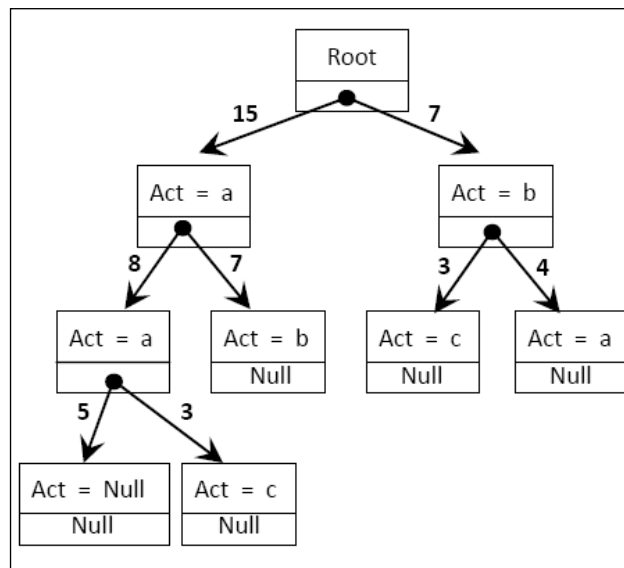 Root
15 7
Act = a Act = b
8 7 3 4
Act = a Act = b Act = c Act = a
Null Null Null
5 3
Act = Null Act = c
Null Null